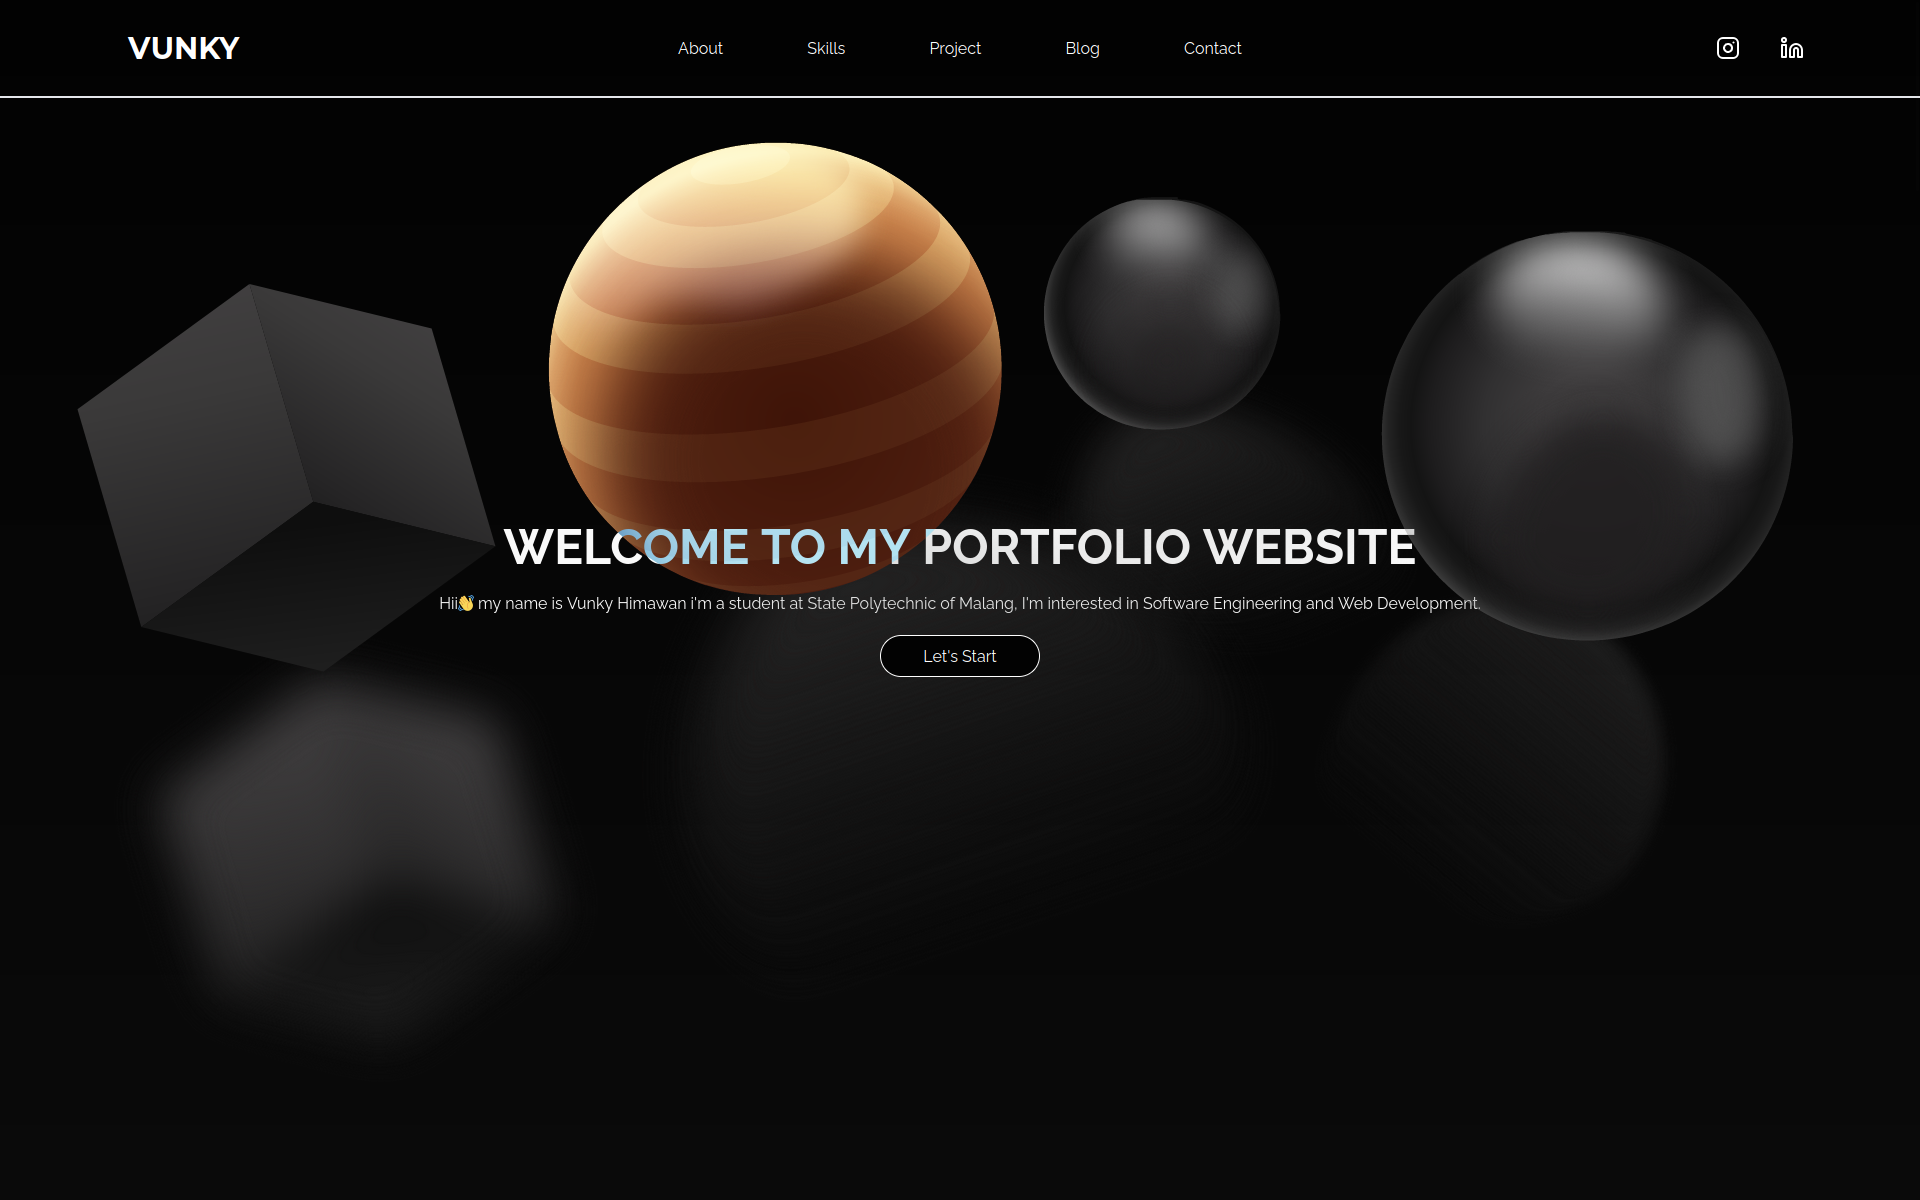 VUNKY
About
Skills
Project
Blog
Contact
WELCOME TO MY PORTFOLIO WEBSITE
Hii👋 my name is Vunky Himawan i'm a student at State Polytechnic of Malang, I'm interested in Software Engineering and Web Development.
Let's Start